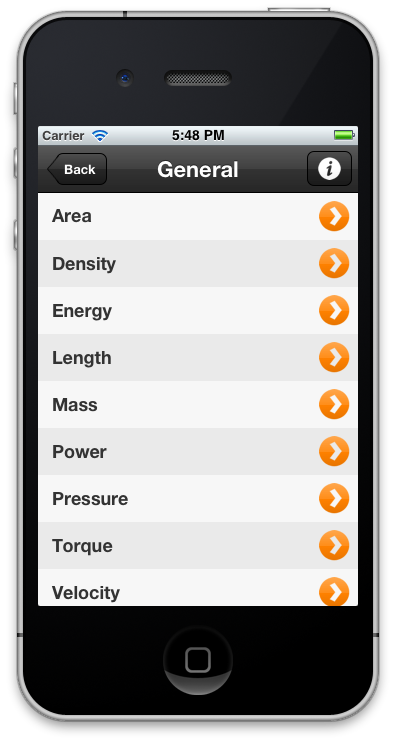 Carrier 5:48 PM
Back General
Area
Density
Energy
Length
Mass
Power
Pressure
Torque
Velocity